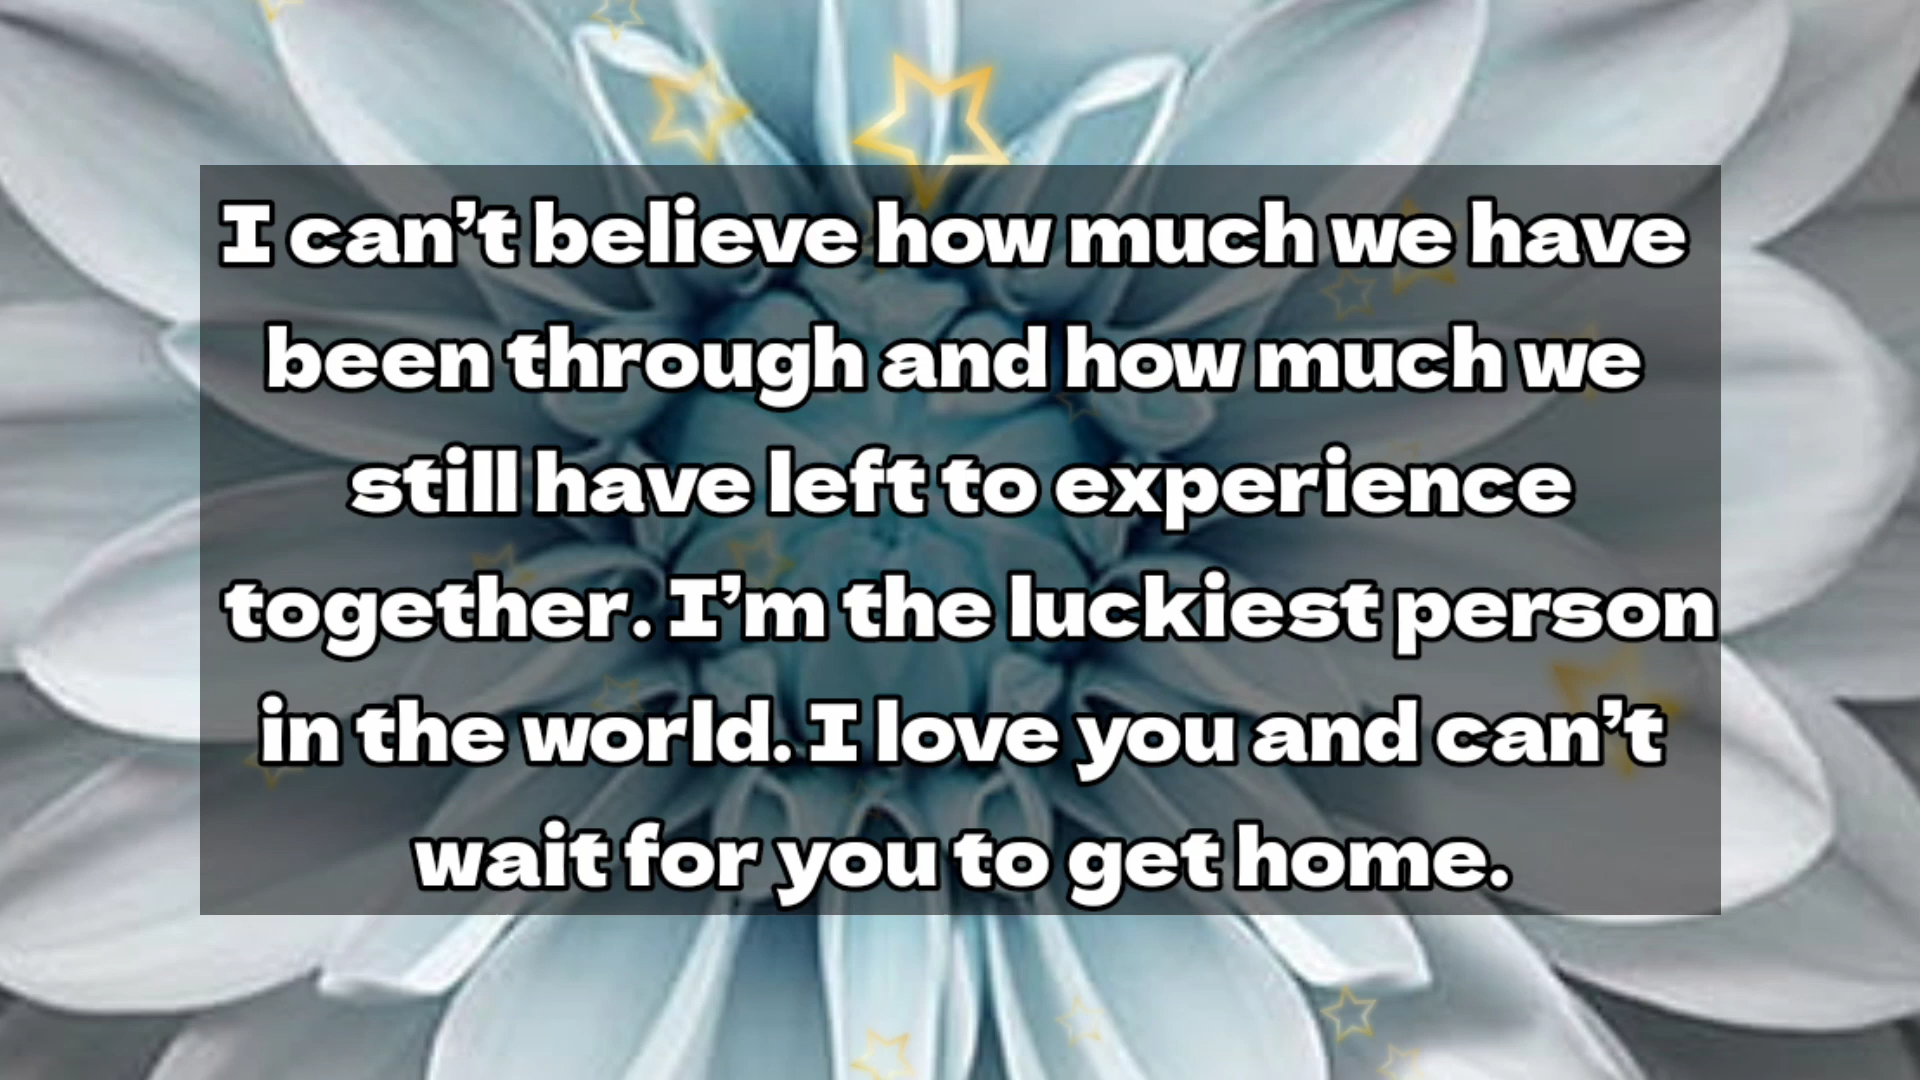 I can’t believe how much we have
been through and how much we
still have left to experience
together. I’m the luckiest person
in the world. I love you and can’t
wait for you to get home.